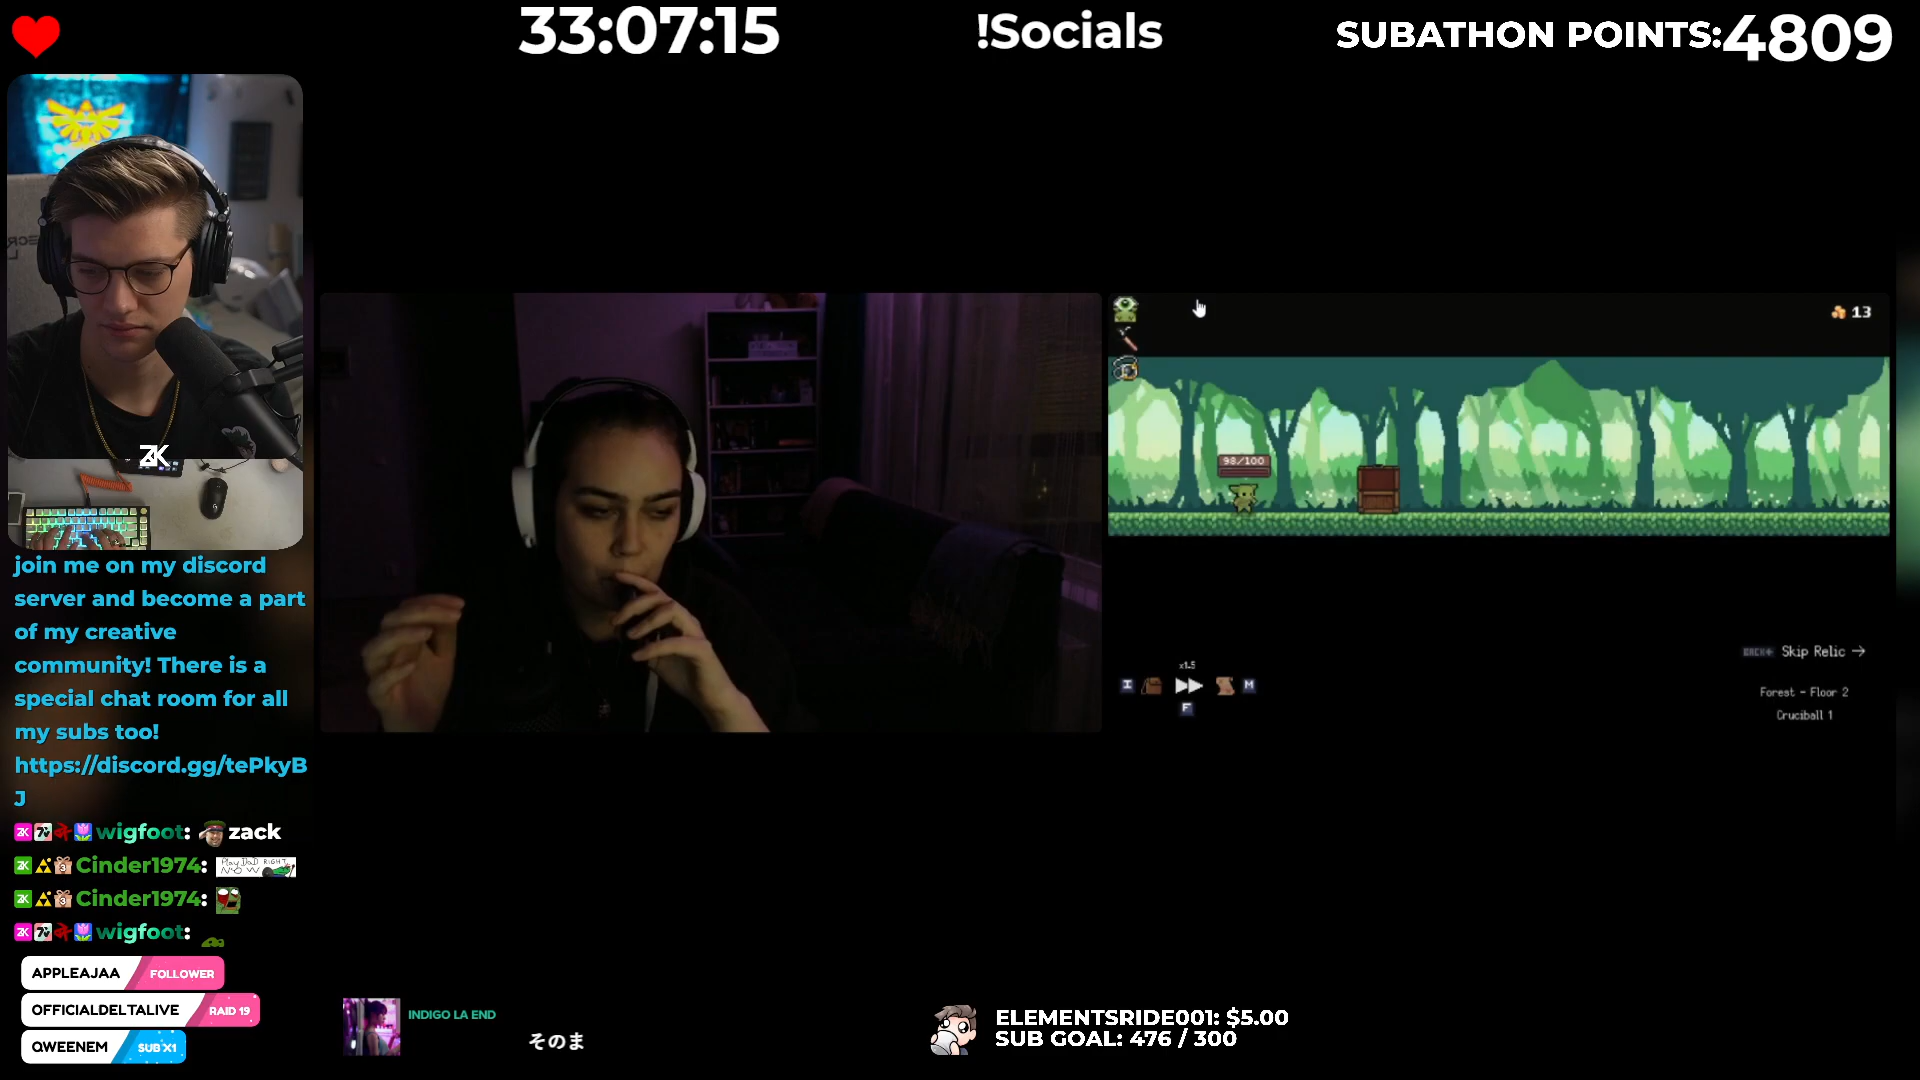 33:07:15
!Socials
SUBATHON POINTS:4809
13
98/100
ZK
join me on my discord
server and become a part
of my creative
community! There is a
special chat room for all
my subs too!
https://discord.gg/tePkyB
J
wigfoot: zack
Cinder1974:
Cinder1974:
wigfoot:
x1.5
I
M
F
Skip Relic →
Forest - Floor 2
Cruciball 1
APPLEAJAA FOLLOWER
OFFICIALDELTALIVE RAID 19
QWEENEM SUB X1
INDIGO LA END
そのま
ELEMENTSRIDE001: $5.00
SUB GOAL: 476 / 300